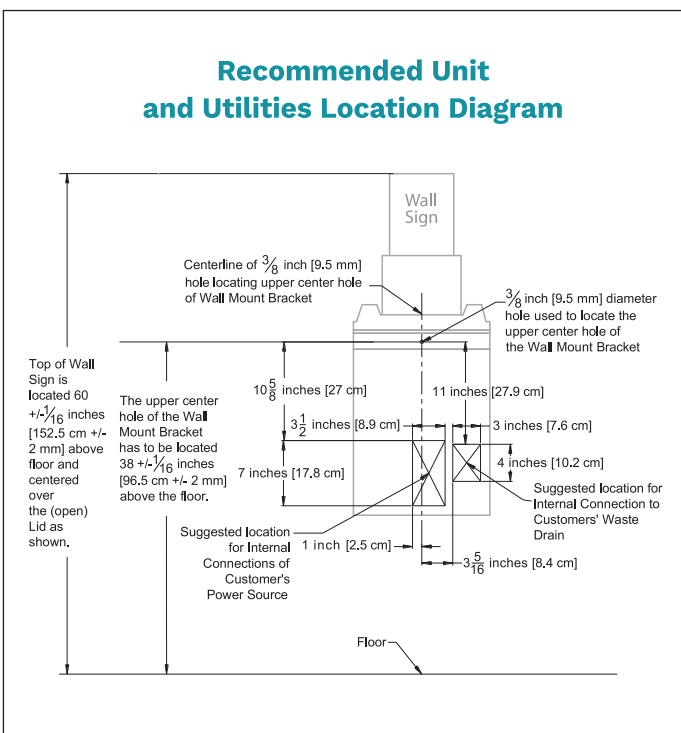 Recommended Unit
and Utilities Location Diagram
Wall
Sign
Centerline of 3/8 inch [9.5 mm]
hole locating upper center hole
of Wall Mount Bracket
3/8 inch [9.5 mm] diameter
hole used to locate the
upper center hole of
the Wall Mount Bracket
Top of Wall
Sign is
located 60
+/-1/16 inches
[152.5 cm +/-
2 mm] above
floor and
centered
over
the (open)
Lid as
shown.
The upper center
hole of the Wall
Mount Bracket
has to be located
38 +/-1/16 inches
[96.5 cm +/- 2 mm]
above the floor.
10 5/8 inches [27 cm]
11 inches [27.9 cm]
3 1/2 inches [8.9 cm]
3 inches [7.6 cm]
7 inches [17.8 cm]
4 inches [10.2 cm]
Suggested location for
Internal Connection to
Customers' Waste
Drain
Suggested location
for Internal
Connections of
Customer's
Power Source
1 inch [2.5 cm]
3 5/16 inches [8.4 cm]
Floor